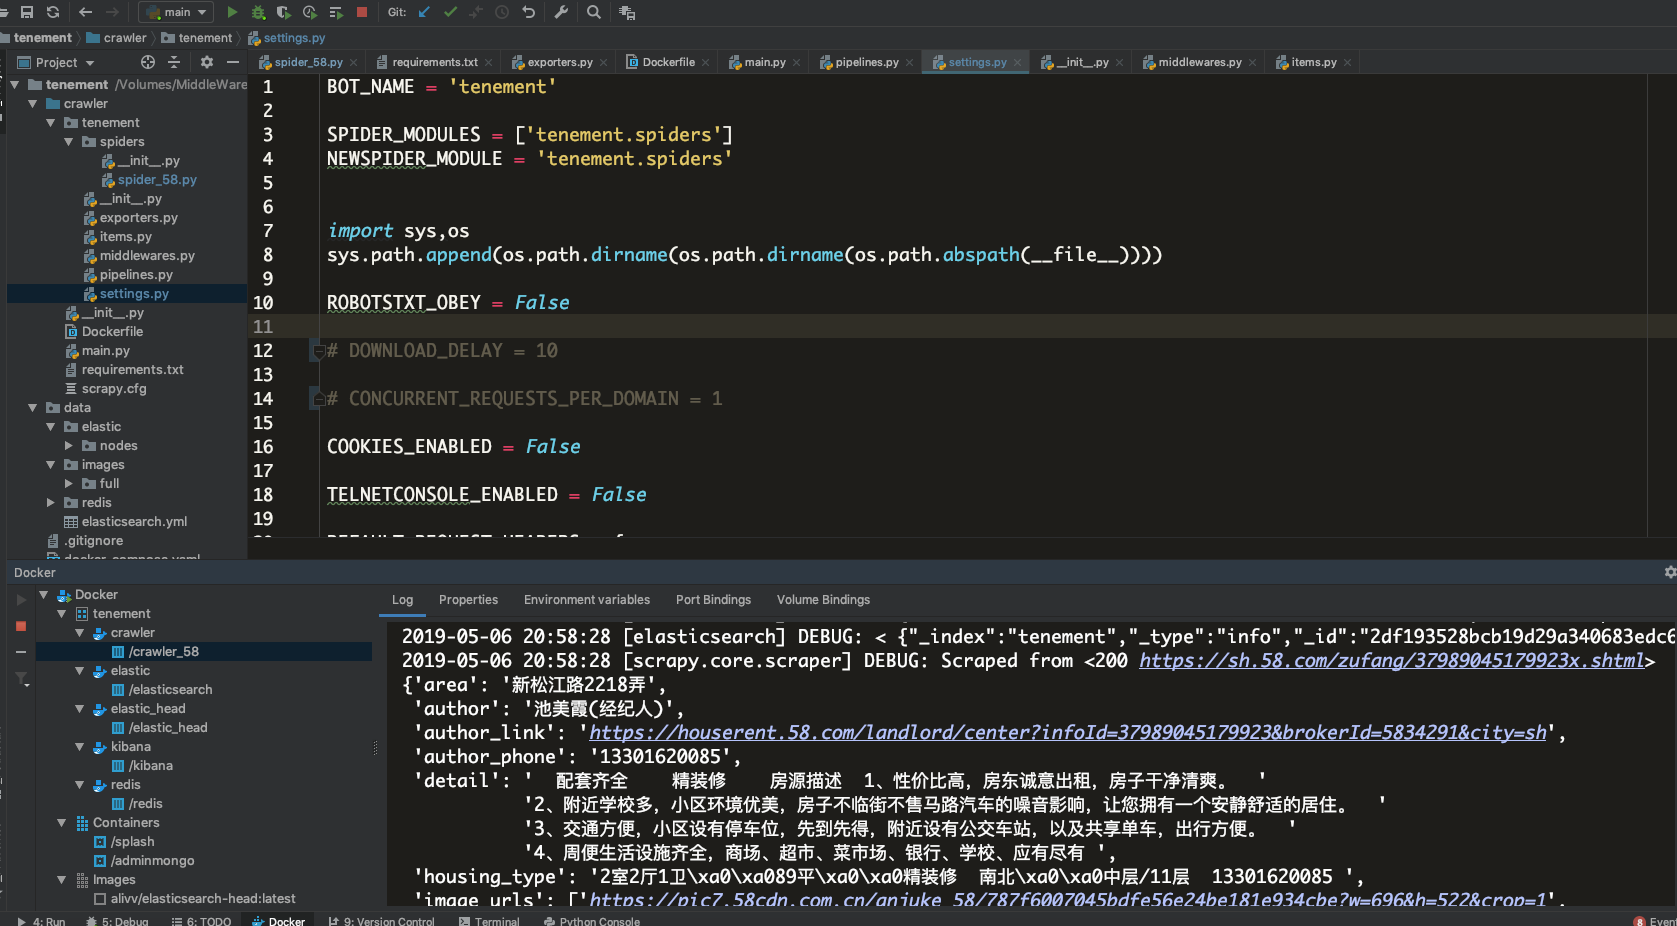 main
Git:
tenement crawler tenement settings.py
Project
spider_58.py requirements.txt exporters.py Dockerfile main.py pipelines.py settings.py __init__.py middlewares.py items.py
tenement /Volumes/MiddleWare
crawler
tenement
spiders
__init__.py
spider_58.py
__init__.py
exporters.py
items.py
middlewares.py
pipelines.py
settings.py
__init__.py
Dockerfile
main.py
requirements.txt
scrapy.cfg
data
elastic
nodes
images
full
redis
elasticsearch.yml
.gitignore
docker_compose.yaml
1 BOT_NAME = 'tenement'
2
3 SPIDER_MODULES = ['tenement.spiders']
4 NEWSPIDER_MODULE = 'tenement.spiders'
5
6
7 import sys,os
8 sys.path.append(os.path.dirname(os.path.dirname(os.path.abspath(__file__))))
9
10 ROBOTSTXT_OBEY = False
11
12 # DOWNLOAD_DELAY = 10
13
14 # CONCURRENT_REQUESTS_PER_DOMAIN = 1
15
16 COOKIES_ENABLED = False
17
18 TELNETCONSOLE_ENABLED = False
19
Docker
Docker
tenement
crawler
/crawler_58
elastic
/elasticsearch
elastic_head
/elastic_head
kibana
/kibana
redis
/redis
Containers
/splash
/adminmongo
Images
alivv/elasticsearch-head:latest
Log Properties Environment variables Port Bindings Volume Bindings
2019-05-06 20:58:28 [elasticsearch] DEBUG: < {"_index":"tenement","_type":"info","_id":"2df193528bcb19d29a340683edc6
2019-05-06 20:58:28 [scrapy.core.scraper] DEBUG: Scraped from <200 https://sh.58.com/zufang/37989045179923x.shtml>
{'area': '新松江路2218弄',
'author': '池美霞(经纪人)',
'author_link': 'https://houserent.58.com/landlord/center?infoId=37989045179923&brokerId=5834291&city=sh',
'author_phone': '13301620085',
'detail': ' 配套齐全 精装修 房源描述 1、性价比高，房东诚意出租，房子干净清爽。 '
'2、附近学校多，小区环境优美，房子不临街不售马路汽车的噪音影响，让您拥有一个安静舒适的居住。 '
'3、交通方便，小区设有停车位，先到先得，附近设有公交车站，以及共享单车，出行方便。 '
'4、周便生活设施齐全，商场、超市、菜市场、银行、学校、应有尽有 ',
'housing_type': '2室2厅1卫\xa0\xa089平\xa0\xa0精装修 南北\xa0\xa0中层/11层 13301620085 ',
'image_urls': ['https://pic7.58cdn.com.cn/anjuke_58/787f6007045bdfe56e24be181e934cbe?w=696&h=522&crop=1',
4: Run 5: Debug 6: TODO Docker 9: Version Control Terminal Python Console 8 Even